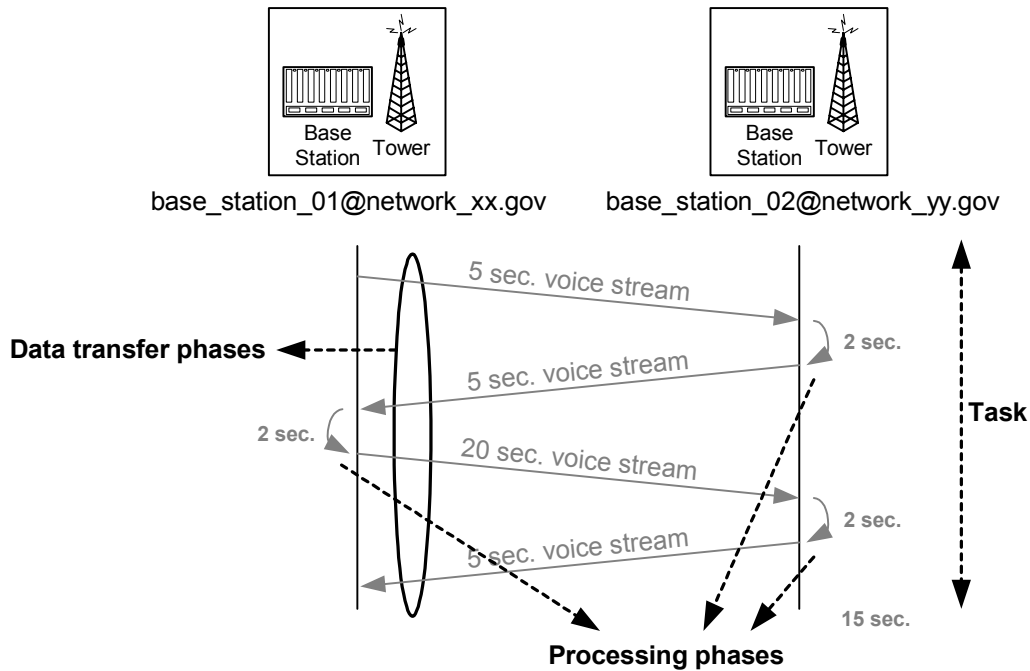 Base
Station
Tower
Base
Station
Tower
base_station_01@network_xx.gov
base_station_02@network_yy.gov
5 sec. voice stream
2 sec.
Data transfer phases
5 sec. voice stream
Task
2 sec.
20 sec. voice stream
2 sec.
5 sec. voice stream
15 sec.
Processing phases